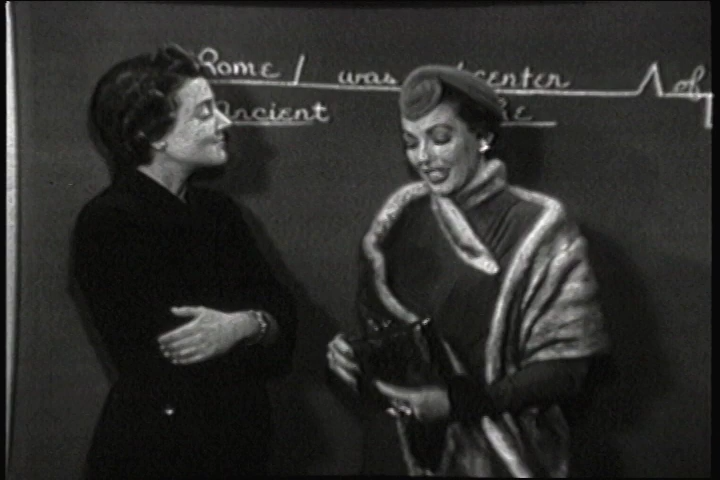 Rome / was center of
Ancient